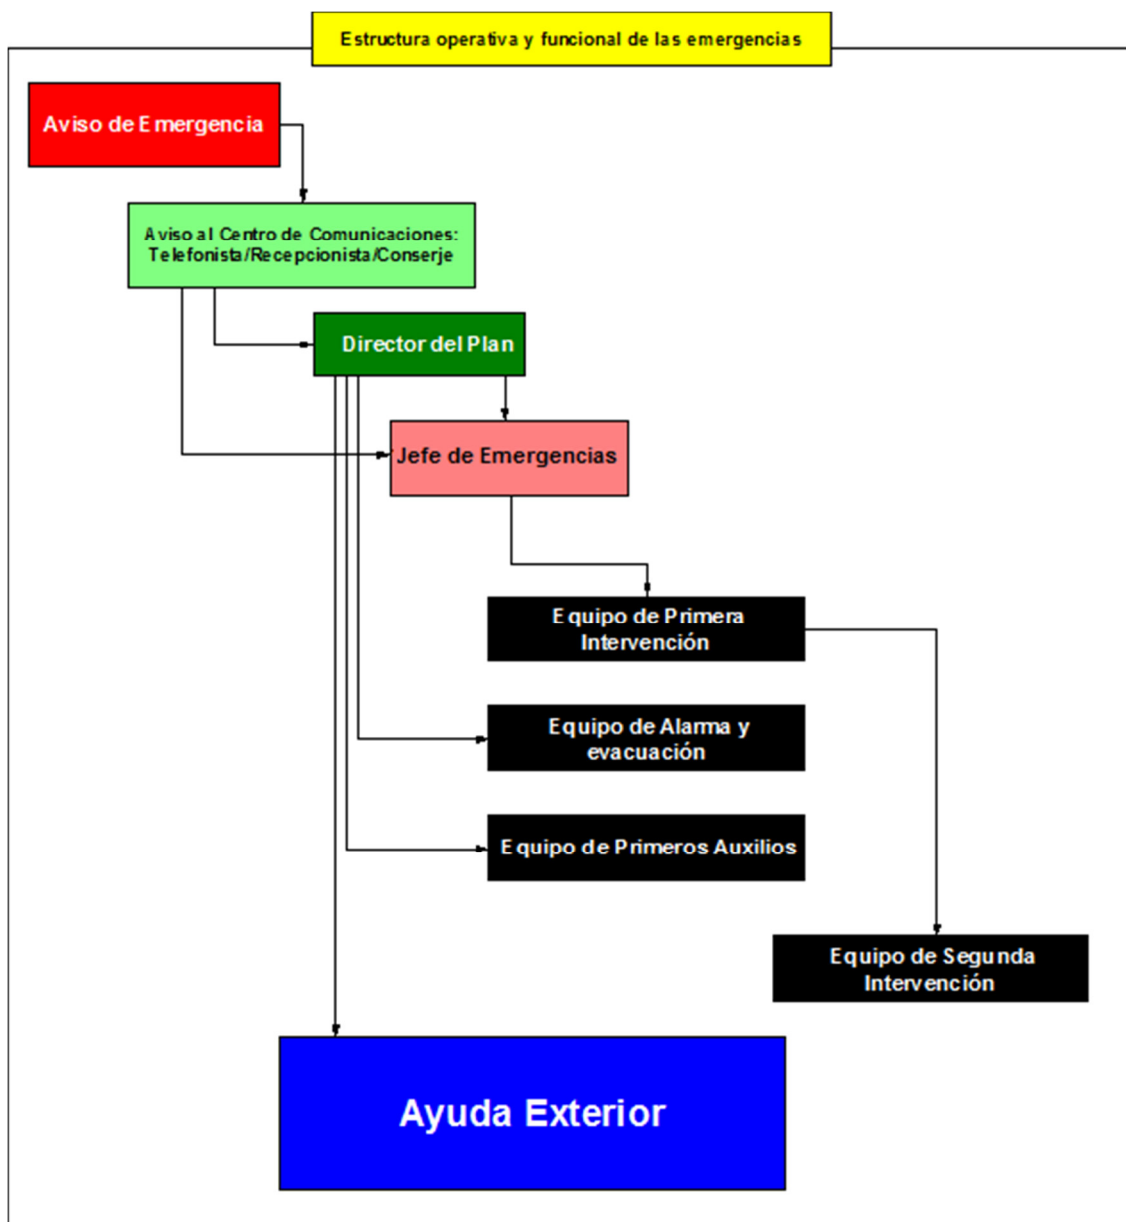 Estructura operativa y funcional de las emergencias
Aviso de Emergencia
Aviso al Centro de Comunicaciones:
Telefonista/Recepcionista/Conserje
Director del Plan
Jefe de Emergencias
Equipo de Primera
Intervención
Equipo de Alarma y
evacuación
Equipo de Primeros Auxilios
Equipo de Segunda
Intervención
Ayuda Exterior